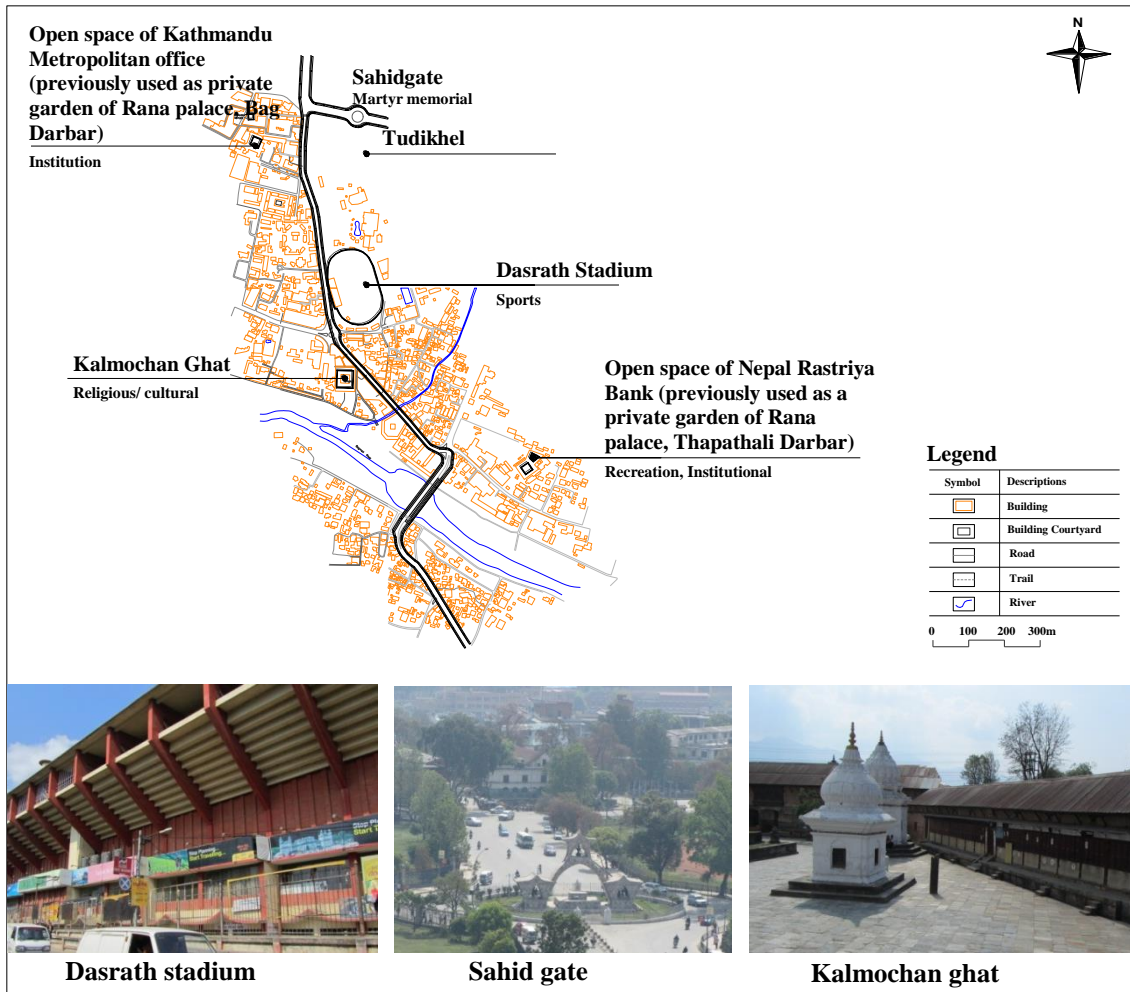 N
Open space of Kathmandu
Metropolitan office
(previously used as private
garden of Rana palace, Bag
Darbar)
Institution
Sahidgate
Martyr memorial
Tudikhel
Dasrath Stadium
Sports
Kalmochan Ghat
Religious/ cultural
Open space of Nepal Rastriya
Bank (previously used as a
private garden of Rana
palace, Thapathali Darbar)
Recreation, Institutional
Legend
Symbol Descriptions
Building
Building Courtyard
Road
Trail
River
0 100 200 300m
Dasrath stadium
Sahid gate
Kalmochan ghat